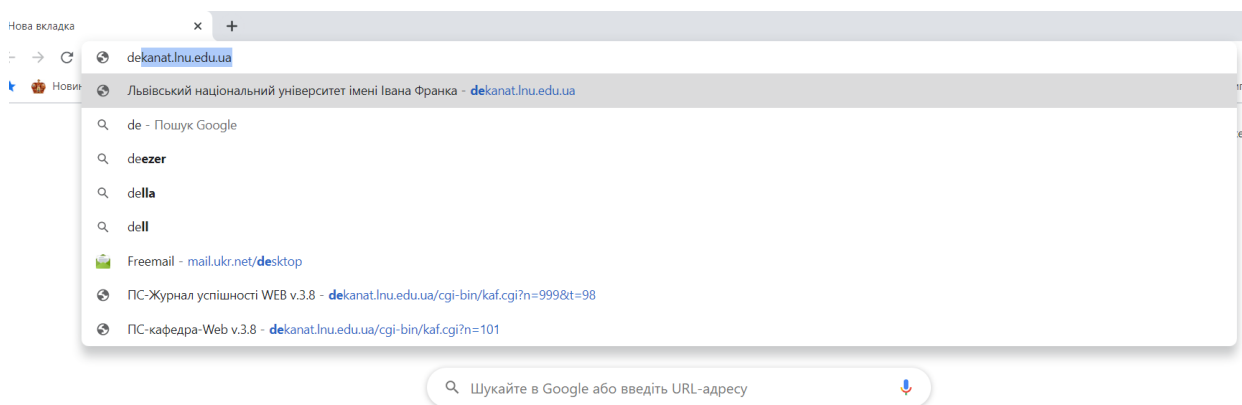 Нова вкладка
dekanat.lnu.edu.ua
Новин
Львівський національний університет імені Івана Франка - dekanat.lnu.edu.ua
de - Пошук Google
deezer
della
dell
Freemail - mail.ukr.net/desktop
ПС-Журнал успішності WEB v.3.8 - dekanat.lnu.edu.ua/cgi-bin/kaf.cgi?n=999&t=98
ПС-кафедра-Web v.3.8 - dekanat.lnu.edu.ua/cgi-bin/kaf.cgi?n=101
Шукайте в Google або введіть URL-адресу